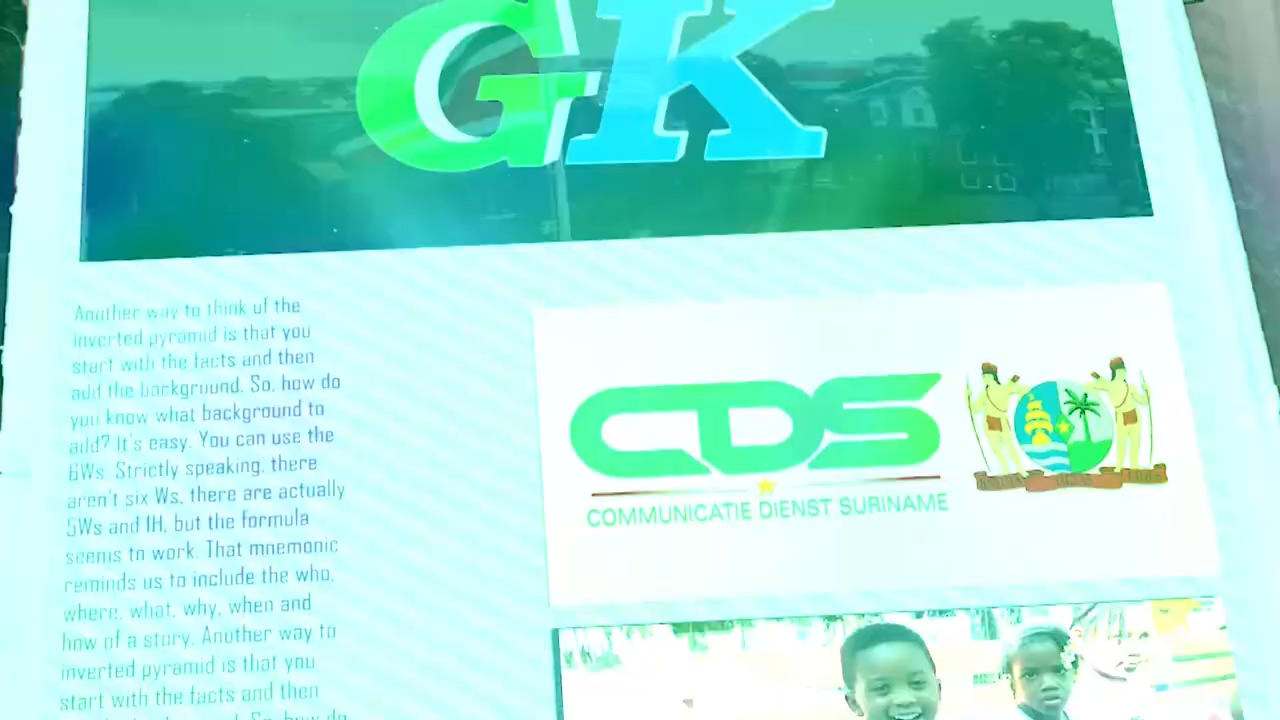 GK
Another way to think of the
inverted pyramid is that you
start with the facts and then
add the background. So, how do
you know what background to
add? It's easy. You can use the
6Ws. Strictly speaking, there
aren't six Ws, there are actually
5Ws and 1H, but the formula
seems to work. That mnemonic
reminds us to include the who,
where, what, why, when and
how of a story. Another way to
inverted pyramid is that you
start with the facts and then
So, how do
CDS
COMMUNICATIE DIENST SURINAME